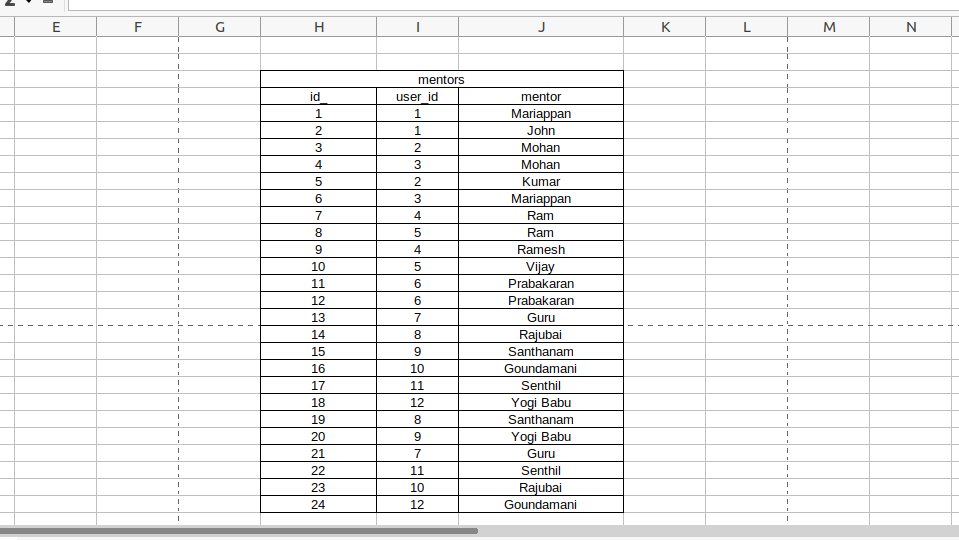 E F G H I J K L M N
mentors
id_ user_id mentor
1 1 Mariappan
2 1 John
3 2 Mohan
4 3 Mohan
5 2 Kumar
6 3 Mariappan
7 4 Ram
8 5 Ram
9 4 Ramesh
10 5 Vijay
11 6 Prabakaran
12 6 Prabakaran
13 7 Guru
14 8 Rajubai
15 9 Santhanam
16 10 Goundamani
17 11 Senthil
18 12 Yogi Babu
19 8 Santhanam
20 9 Yogi Babu
21 7 Guru
22 11 Senthil
23 10 Rajubai
24 12 Goundamani